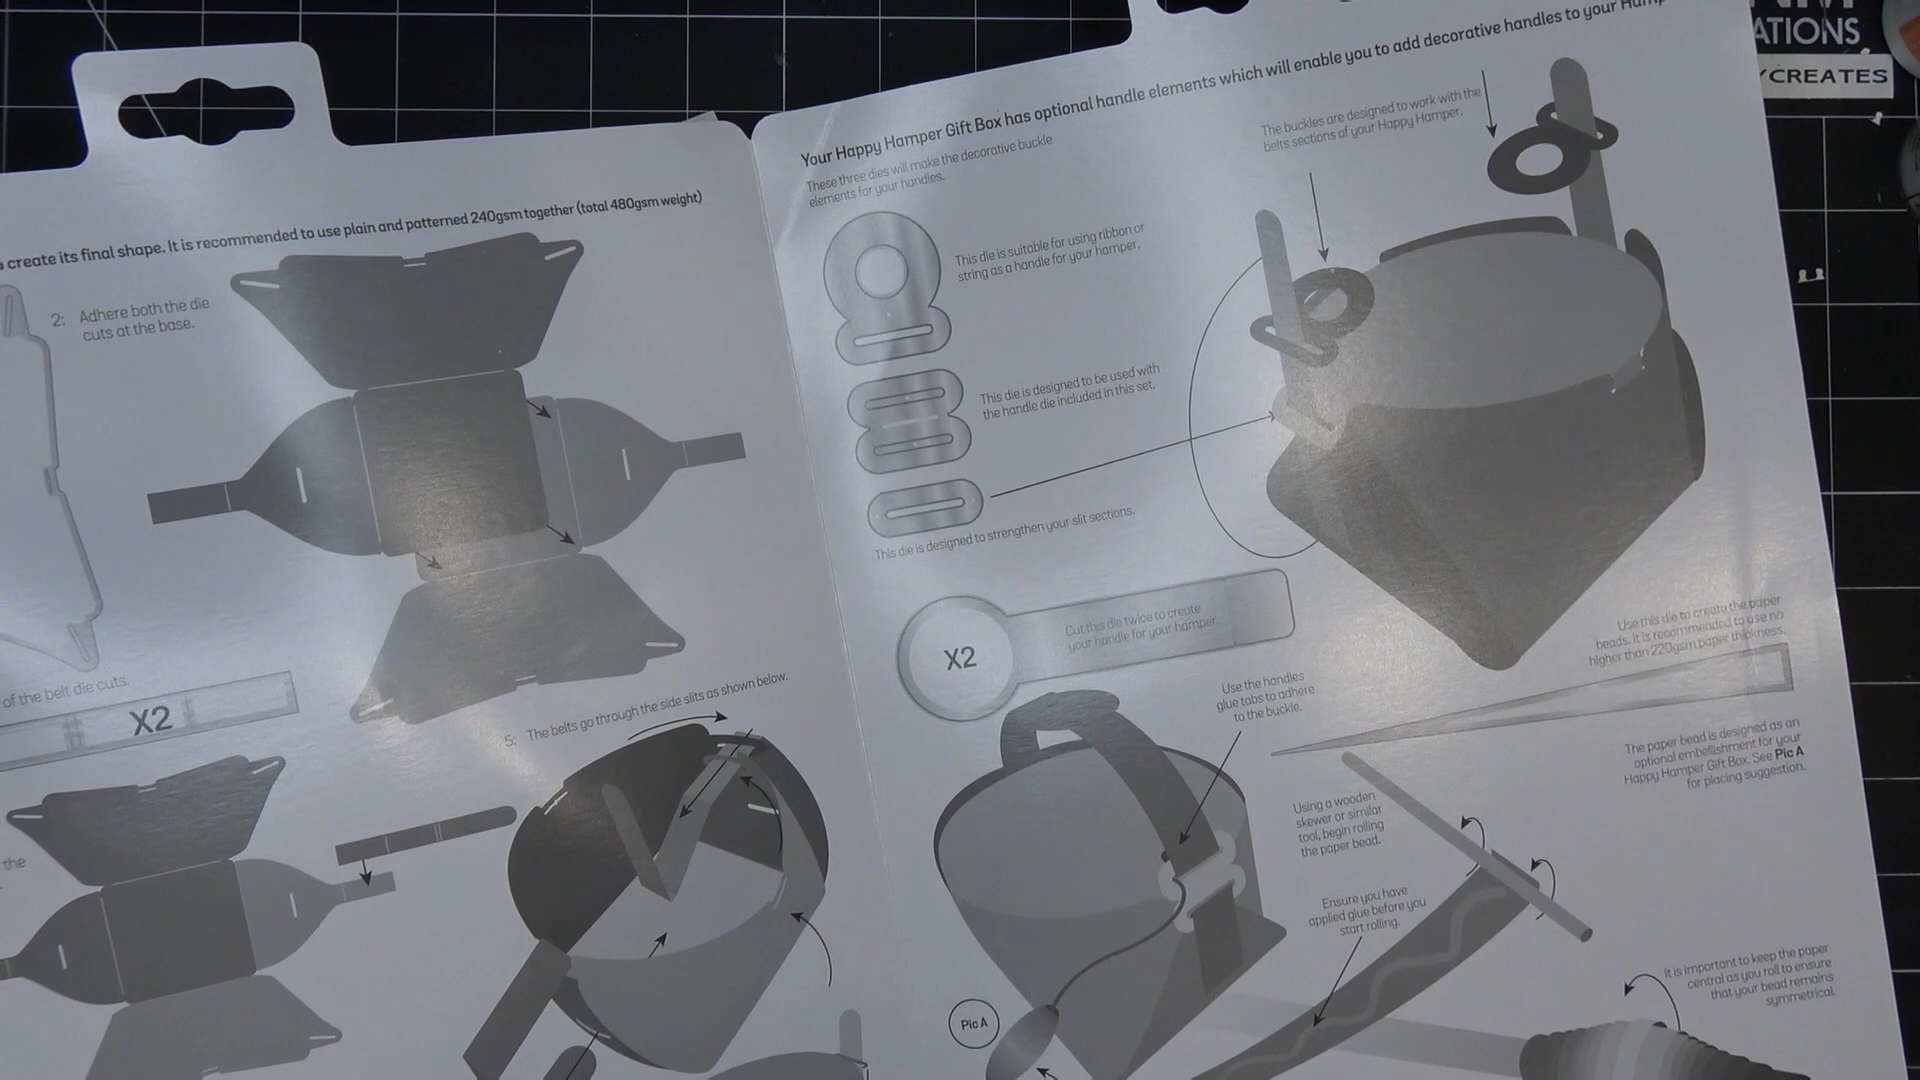 ATIONS
CREATES
create its final shape. It is recommended to use plain and patterned 240gsm together (total 480gsm weight)
2: Adhere both the die
cuts at the base.
of the belt die cuts.
X2
5: The belts go through the side slits as shown below.
the
Your Happy Hamper Gift Box has optional handle elements which will enable you to add decorative handles to your
These three dies will make the decorative buckle
elements for your handles.
The buckles are designed to work with the
belts sections of your Happy Hamper.
This die is suitable for using ribbon or
string as a handle for your hamper.
This die is designed to be used with
the handle die included in this set.
This die is designed to strengthen your slit sections.
X2
Cut this die twice to create
your handle for your hamper.
Use the handles
glue tabs to adhere
to the buckle.
Use this die to create the paper
beads. It is recommended to use no
higher than 220gsm paper thickness.
The paper bead is designed as an
optional embellishment for your
Happy Hamper Gift Box. See Pic A
for placing suggestion.
Using a wooden
skewer or similar
tool, begin rolling
the paper bead.
Ensure you have
applied glue before you
start rolling.
It is important to keep the paper
central as you roll to ensure
that your bead remains
symmetrical.
Pic A